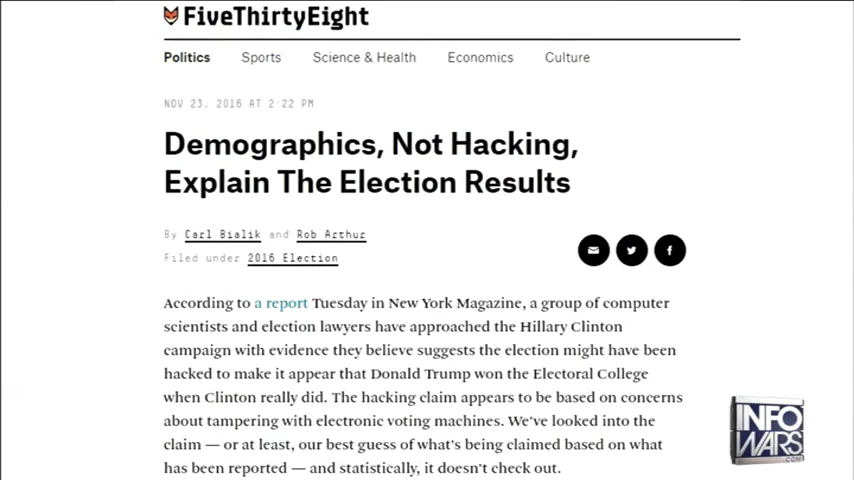 FiveThirtyEight
Politics Sports Science & Health Economics Culture
NOV 23, 2016 AT 2:22 PM
Demographics, Not Hacking,
Explain The Election Results
By Carl Bialik and Rob Arthur
Filed under 2016 Election
According to a report Tuesday in New York Magazine, a group of computer
scientists and election lawyers have approached the Hillary Clinton
campaign with evidence they believe suggests the election might have been
hacked to make it appear that Donald Trump won the Electoral College
when Clinton really did. The hacking claim appears to be based on concerns
about tampering with electronic voting machines. We've looked into the
claim — or at least, our best guess of what's being claimed based on what
has been reported — and statistically, it doesn't check out.
INFO
WARS
.COM